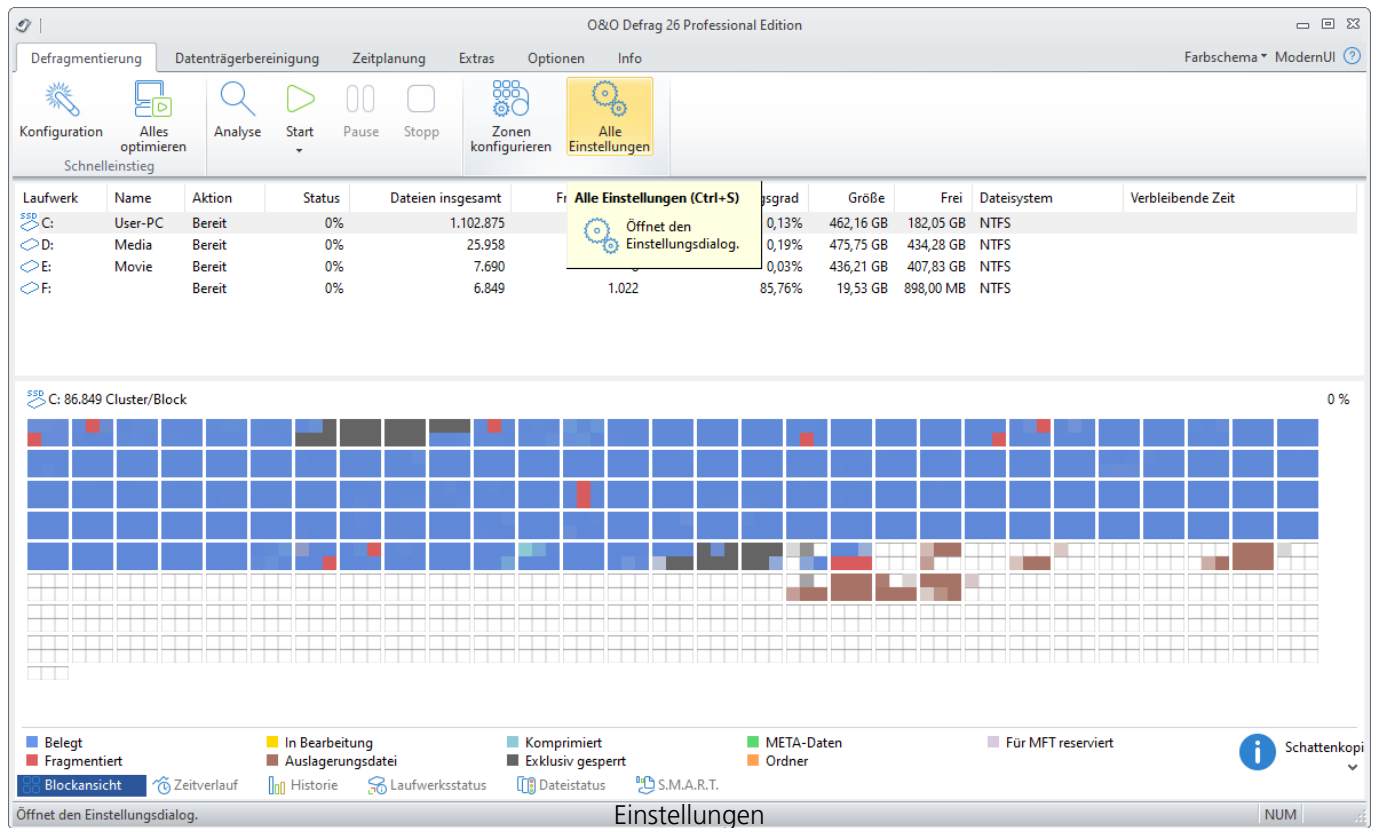 O&O Defrag 26 Professional Edition
Defragmentierung Datenträgerbereinigung Zeitplanung Extras Optionen Info Farbschema ModernUI ?
Konfiguration Alles optimieren Analyse Start Pause Stopp Zonen konfigurieren Alle Einstellungen
Schnelleinstieg
Laufwerk Name Aktion Status Dateien insgesamt Größe Frei Dateisystem Verbleibende Zeit
SSD C: User-PC Bereit 0% 1.102.875 0,13% 462,16 GB 182,05 GB NTFS
D: Media Bereit 0% 25.958 0,19% 475,75 GB 434,28 GB NTFS
E: Movie Bereit 0% 7.690 0,03% 436,21 GB 407,83 GB NTFS
F: Bereit 0% 6.849 1.022 85,76% 19,53 GB 898,00 MB NTFS
Alle Einstellungen (Ctrl+S)
Öffnet den
Einstellungsdialog.
SSD C: 86.849 Cluster/Block 0 %
Belegt In Bearbeitung Komprimiert META-Daten Für MFT reserviert
Fragmentiert Auslagerungsdatei Exklusiv gesperrt Ordner
Schattenkopi
Blockansicht Zeitverlauf Historie Laufwerksstatus Dateistatus S.M.A.R.T.
Öffnet den Einstellungsdialog. NUM
Einstellungen